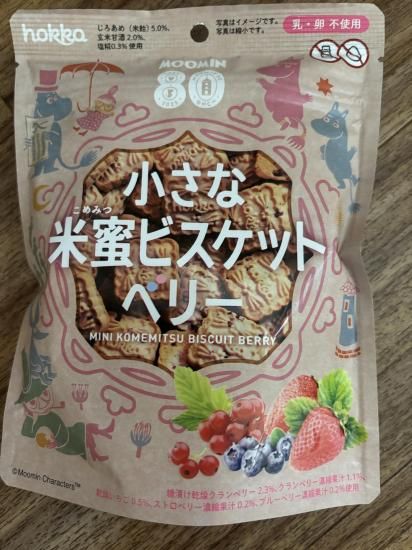 hokka
じろあめ（米飴）5.0%、
玄米甘酒 2.0%、
塩糀0.3% 使用
写真はイメージです。
写真は縮小です。
乳・卵 不使用
MOOMIN
80
小さな
こめみつ
米蜜ビスケット
ベリー
MINI KOMEMITSU BISCUIT BERRY
©Moomin Characters™
糖漬け乾燥クランベリー 2.3%、クランベリー濃縮果汁 1.1%、
乾燥いちご 0.5%、ストロベリー濃縮果汁 0.2%、ブルーベリー濃縮果汁 0.2%使用